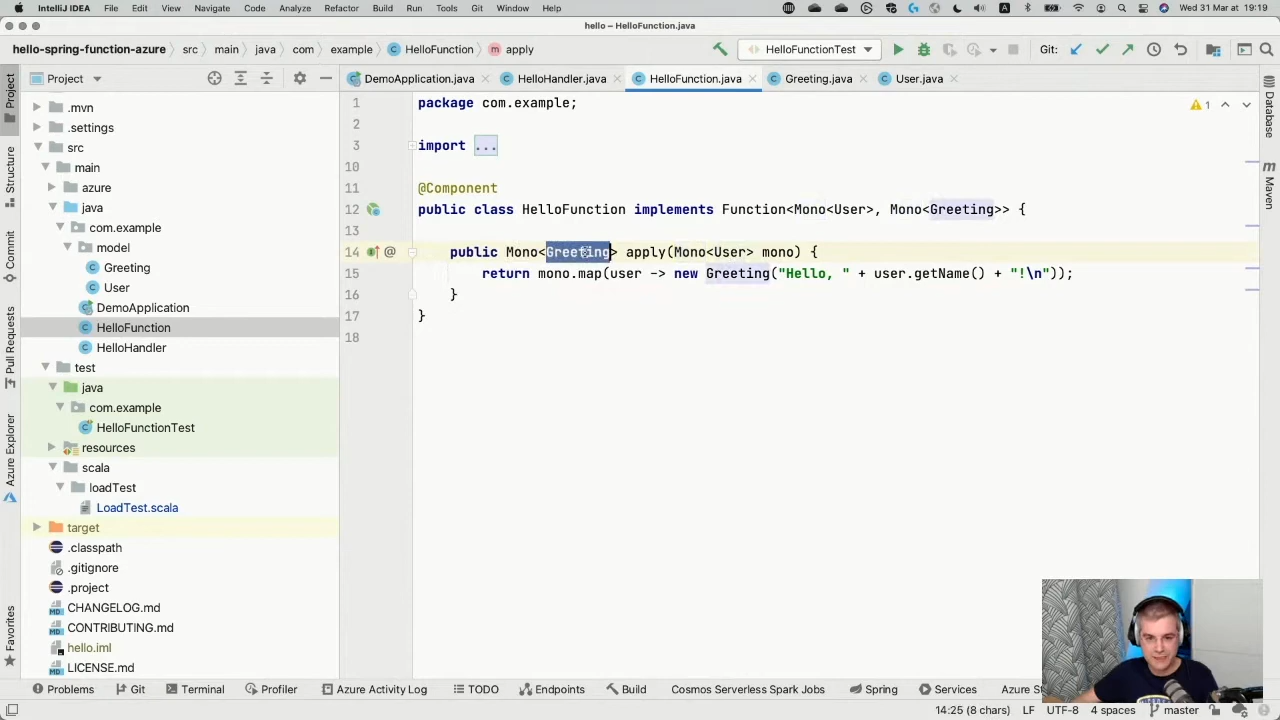 IntelliJ IDEA File Edit View Navigate Code Analyze Refactor Build Run Tools Git Window Help Wed 31 Mar at 19:19
hello – HelloFunction.java
hello-spring-function-azure src main java com example HelloFunction apply HelloFunctionTest Git:
Project DemoApplication.java HelloHandler.java HelloFunction.java Greeting.java User.java
.mvn
.settings
src
main
azure
java
com.example
model
Greeting
User
DemoApplication
HelloFunction
HelloHandler
test
java
com.example
HelloFunctionTest
resources
scala
loadTest
LoadTest.scala
target
.classpath
.gitignore
.project
CHANGELOG.md
CONTRIBUTING.md
hello.iml
LICENSE.md
Project
Structure
Commit
Pull Requests
Azure Explorer
Favorites
1 package com.example;
2
3 import ...
10
11 @Component
12 public class HelloFunction implements Function<Mono<User>, Mono<Greeting>> {
13
14 public Mono<Greeting> apply(Mono<User> mono) {
15 return mono.map(user -> new Greeting("Hello, " + user.getName() + "!\n"));
16 }
17 }
18
1
Database
Maven
Problems Git Terminal Profiler Azure Activity Log TODO Endpoints Build Cosmos Serverless Spark Jobs Spring Services Azure S
14:25 (8 chars) LF UTF-8 4 spaces master